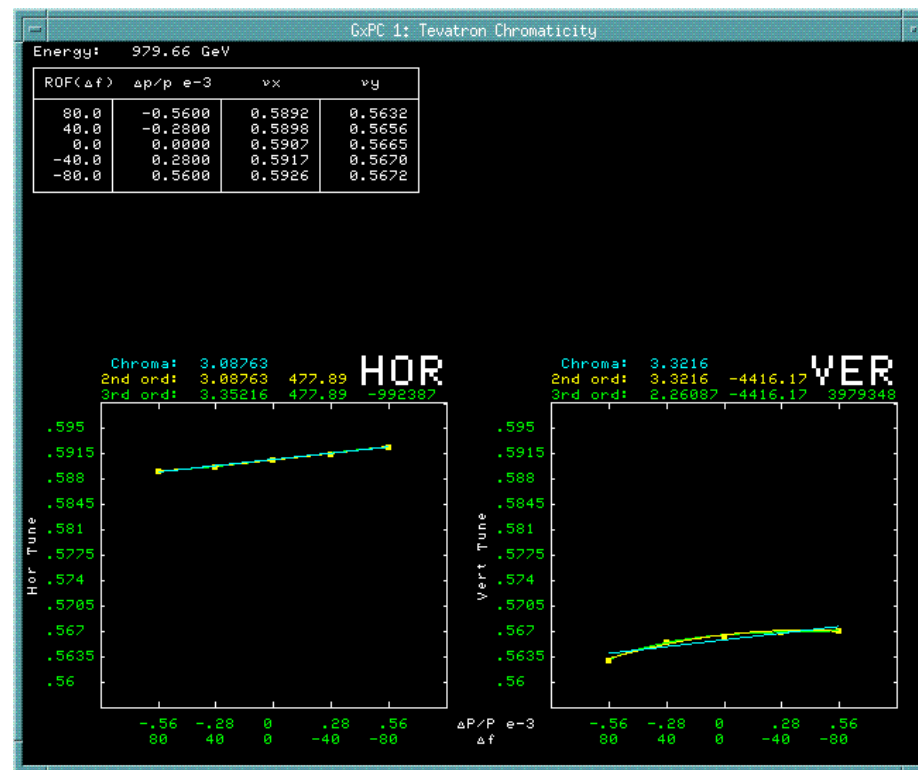 GxPC 1: Tevatron Chromaticity
Energy: 979.66 GeV
ROF(Δf) Δp/p e-3 νx νy
80.0 -0.5600 0.5892 0.5632
40.0 -0.2800 0.5898 0.5656
0.0 0.0000 0.5907 0.5665
-40.0 0.2800 0.5917 0.5670
-80.0 0.5600 0.5926 0.5672
Chroma: 3.08763
2nd ord: 3.08763 477.89
3rd ord: 3.35216 477.89 -992387
HOR
Chroma: 3.3216
2nd ord: 3.3216 -4416.17
3rd ord: 2.26087 -4416.17 3979348
VER
Hor Tune
.595
.5915
.588
.5845
.581
.5775
.574
.5705
.567
.5635
.56
Vert Tune
.595
.5915
.588
.5845
.581
.5775
.574
.5705
.567
.5635
.56
-.56 -.28 0 .28 .56 ΔP/P e-3 -.56 -.28 0 .28 .56
80 40 0 -40 -80 Δf 80 40 0 -40 -80